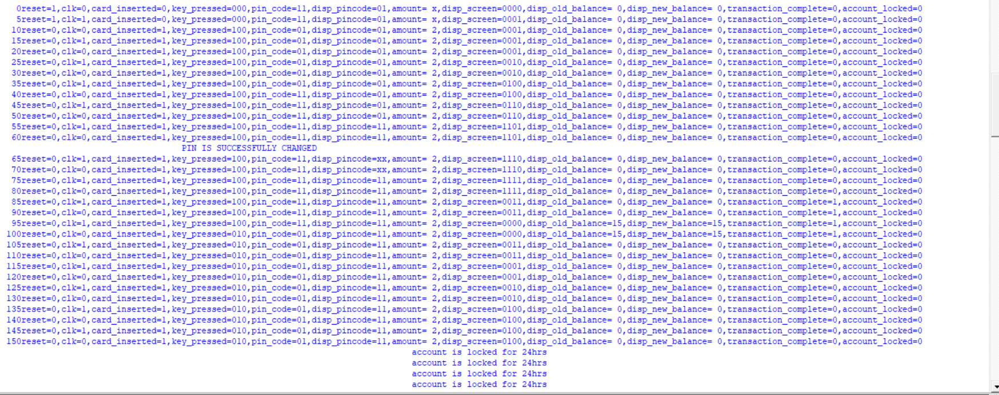 0reset=1,clk=0,card_inserted=0,key_pressed=000,pin_code=11,disp_pincode=01,amount= x,disp_screen=0000,disp_old_balance= 0,disp_new_balance= 0,transaction_complete=0,account_locked=0
5reset=1,clk=1,card_inserted=0,key_pressed=000,pin_code=11,disp_pincode=01,amount= x,disp_screen=0001,disp_old_balance= 0,disp_new_balance= 0,transaction_complete=0,account_locked=0
10reset=0,clk=0,card_inserted=1,key_pressed=100,pin_code=11,disp_pincode=01,amount= 2,disp_screen=0001,disp_old_balance= 0,disp_new_balance= 0,transaction_complete=0,account_locked=0
15reset=0,clk=1,card_inserted=1,key_pressed=100,pin_code=01,disp_pincode=01,amount= 2,disp_screen=0001,disp_old_balance= 0,disp_new_balance= 0,transaction_complete=0,account_locked=0
20reset=0,clk=0,card_inserted=1,key_pressed=100,pin_code=01,disp_pincode=01,amount= 2,disp_screen=0001,disp_old_balance= 0,disp_new_balance= 0,transaction_complete=0,account_locked=0
25reset=0,clk=1,card_inserted=1,key_pressed=100,pin_code=01,disp_pincode=01,amount= 2,disp_screen=0010,disp_old_balance= 0,disp_new_balance= 0,transaction_complete=0,account_locked=0
30reset=0,clk=0,card_inserted=1,key_pressed=100,pin_code=01,disp_pincode=01,amount= 2,disp_screen=0010,disp_old_balance= 0,disp_new_balance= 0,transaction_complete=0,account_locked=0
35reset=0,clk=1,card_inserted=1,key_pressed=100,pin_code=01,disp_pincode=01,amount= 2,disp_screen=0100,disp_old_balance= 0,disp_new_balance= 0,transaction_complete=0,account_locked=0
40reset=0,clk=0,card_inserted=1,key_pressed=100,pin_code=11,disp_pincode=01,amount= 2,disp_screen=0100,disp_old_balance= 0,disp_new_balance= 0,transaction_complete=0,account_locked=0
45reset=0,clk=1,card_inserted=1,key_pressed=100,pin_code=11,disp_pincode=01,amount= 2,disp_screen=0110,disp_old_balance= 0,disp_new_balance= 0,transaction_complete=0,account_locked=0
50reset=0,clk=0,card_inserted=1,key_pressed=100,pin_code=11,disp_pincode=01,amount= 2,disp_screen=0110,disp_old_balance= 0,disp_new_balance= 0,transaction_complete=0,account_locked=0
55reset=0,clk=1,card_inserted=1,key_pressed=100,pin_code=11,disp_pincode=11,amount= 2,disp_screen=1101,disp_old_balance= 0,disp_new_balance= 0,transaction_complete=0,account_locked=0
60reset=0,clk=0,card_inserted=1,key_pressed=100,pin_code=11,disp_pincode=11,amount= 2,disp_screen=1101,disp_old_balance= 0,disp_new_balance= 0,transaction_complete=0,account_locked=0
PIN IS SUCCESSFULLY CHANGED
65reset=0,clk=1,card_inserted=1,key_pressed=100,pin_code=11,disp_pincode=xx,amount= 2,disp_screen=1110,disp_old_balance= 0,disp_new_balance= 0,transaction_complete=0,account_locked=0
70reset=0,clk=0,card_inserted=1,key_pressed=100,pin_code=11,disp_pincode=xx,amount= 2,disp_screen=1110,disp_old_balance= 0,disp_new_balance= 0,transaction_complete=0,account_locked=0
75reset=0,clk=1,card_inserted=1,key_pressed=100,pin_code=11,disp_pincode=11,amount= 2,disp_screen=1111,disp_old_balance= 0,disp_new_balance= 0,transaction_complete=0,account_locked=0
80reset=0,clk=0,card_inserted=1,key_pressed=100,pin_code=11,disp_pincode=11,amount= 2,disp_screen=1111,disp_old_balance= 0,disp_new_balance= 0,transaction_complete=0,account_locked=0
85reset=0,clk=1,card_inserted=1,key_pressed=100,pin_code=11,disp_pincode=11,amount= 2,disp_screen=0011,disp_old_balance= 0,disp_new_balance= 0,transaction_complete=1,account_locked=0
90reset=0,clk=0,card_inserted=1,key_pressed=100,pin_code=11,disp_pincode=11,amount= 2,disp_screen=0011,disp_old_balance= 0,disp_new_balance= 0,transaction_complete=1,account_locked=0
95reset=0,clk=1,card_inserted=1,key_pressed=100,pin_code=11,disp_pincode=11,amount= 2,disp_screen=0000,disp_old_balance=15,disp_new_balance=15,transaction_complete=1,account_locked=0
100reset=0,clk=0,card_inserted=1,key_pressed=010,pin_code=01,disp_pincode=11,amount= 2,disp_screen=0000,disp_old_balance=15,disp_new_balance=15,transaction_complete=1,account_locked=0
105reset=0,clk=1,card_inserted=1,key_pressed=010,pin_code=01,disp_pincode=11,amount= 2,disp_screen=0011,disp_old_balance= 0,disp_new_balance= 0,transaction_complete=0,account_locked=0
110reset=0,clk=0,card_inserted=1,key_pressed=010,pin_code=01,disp_pincode=11,amount= 2,disp_screen=0011,disp_old_balance= 0,disp_new_balance= 0,transaction_complete=0,account_locked=0
115reset=0,clk=1,card_inserted=1,key_pressed=010,pin_code=01,disp_pincode=11,amount= 2,disp_screen=0001,disp_old_balance= 0,disp_new_balance= 0,transaction_complete=0,account_locked=0
120reset=0,clk=0,card_inserted=1,key_pressed=010,pin_code=01,disp_pincode=11,amount= 2,disp_screen=0001,disp_old_balance= 0,disp_new_balance= 0,transaction_complete=0,account_locked=0
125reset=0,clk=1,card_inserted=1,key_pressed=010,pin_code=01,disp_pincode=11,amount= 2,disp_screen=0010,disp_old_balance= 0,disp_new_balance= 0,transaction_complete=0,account_locked=0
130reset=0,clk=0,card_inserted=1,key_pressed=010,pin_code=01,disp_pincode=11,amount= 2,disp_screen=0010,disp_old_balance= 0,disp_new_balance= 0,transaction_complete=0,account_locked=0
135reset=0,clk=1,card_inserted=1,key_pressed=010,pin_code=01,disp_pincode=11,amount= 2,disp_screen=0100,disp_old_balance= 0,disp_new_balance= 0,transaction_complete=0,account_locked=0
140reset=0,clk=0,card_inserted=1,key_pressed=010,pin_code=01,disp_pincode=11,amount= 2,disp_screen=0100,disp_old_balance= 0,disp_new_balance= 0,transaction_complete=0,account_locked=0
145reset=0,clk=1,card_inserted=1,key_pressed=010,pin_code=01,disp_pincode=11,amount= 2,disp_screen=0100,disp_old_balance= 0,disp_new_balance= 0,transaction_complete=0,account_locked=0
150reset=0,clk=0,card_inserted=1,key_pressed=010,pin_code=01,disp_pincode=11,amount= 2,disp_screen=0100,disp_old_balance= 0,disp_new_balance= 0,transaction_complete=0,account_locked=0
account is locked for 24hrs
account is locked for 24hrs
account is locked for 24hrs
account is locked for 24hrs